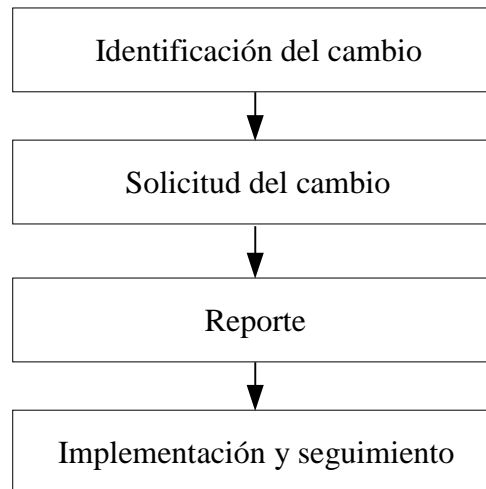 Identificación del cambio
Solicitud del cambio
Reporte
Implementación y seguimiento